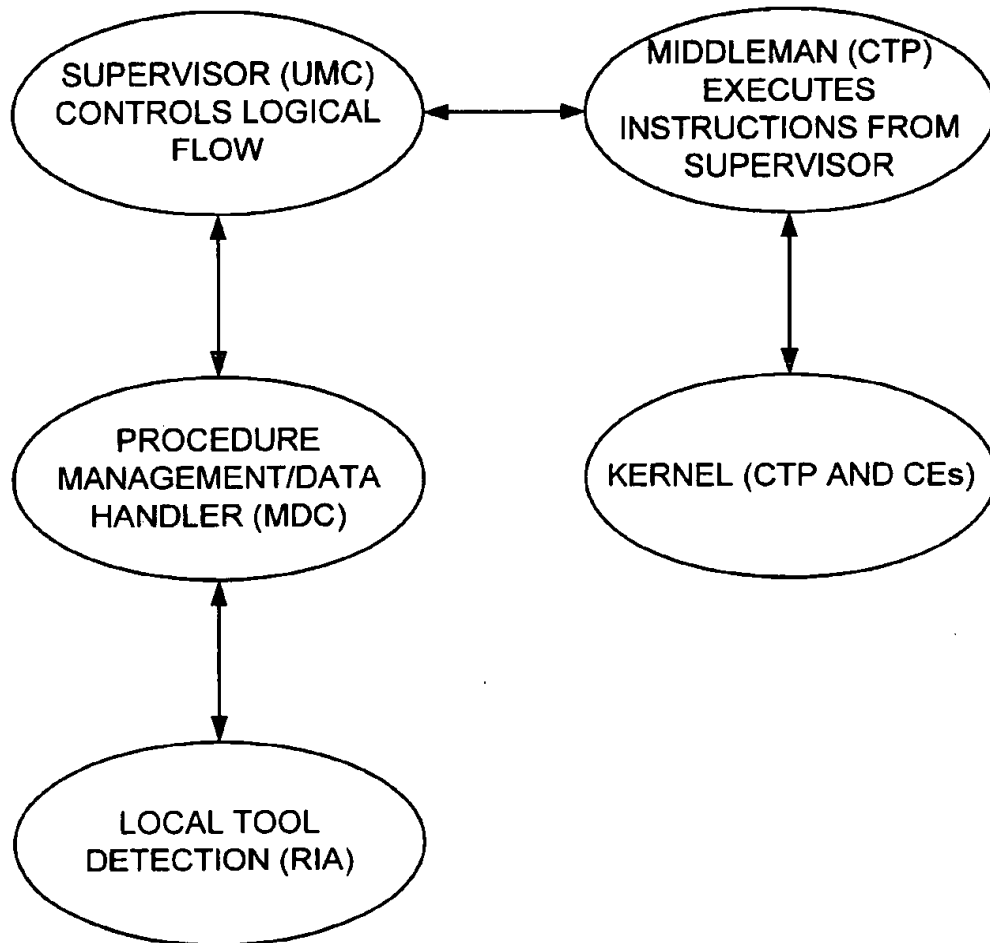 SUPERVISOR (UMC)
CONTROLS LOGICAL
FLOW
MIDDLEMAN (CTP)
EXECUTES
INSTRUCTIONS FROM
SUPERVISOR
PROCEDURE
MANAGEMENT/DATA
HANDLER (MDC)
KERNEL (CTP AND CEs)
LOCAL TOOL
DETECTION (RIA)